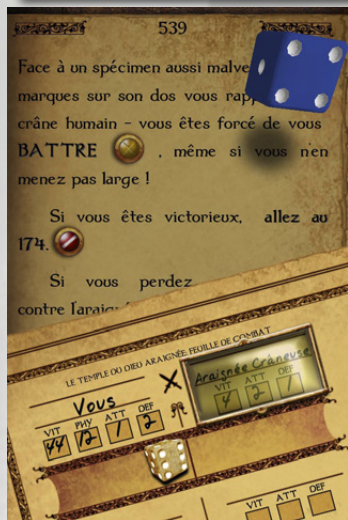 539
Face à un spécimen aussi
marques sur son dos vous
crâne humain – vous êtes forcé de vous
BATTRE , même si vous n'en
menez pas large !
Si vous êtes victorieux, allez au
174.
Si vous perdez
contre
LE TEMPLE DU DIEU ARAIGNÉE FEUILLE DE COMBAT
Vous
VIT PHY ATT DEF
44 12 1 2
Araignée Crâneuse
VIT ATT DEF
4 2 1
VIT ATT DEF